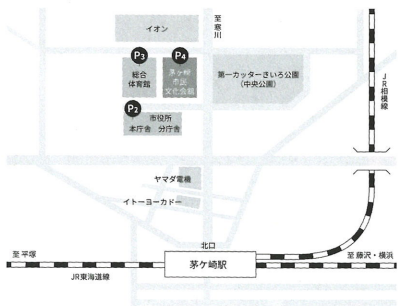 イオン
至寒川
P3
P4
総合
体育館
茅ヶ崎
市民
文化会館
第一カッターきいろ公園
(中央公園)
JR相模線
P2
市役所
本庁舎 分庁舎
ヤマダ電機
イトーヨーカドー
北口
至 平塚
茅ケ崎駅
至 藤沢・横浜
JR東海道線